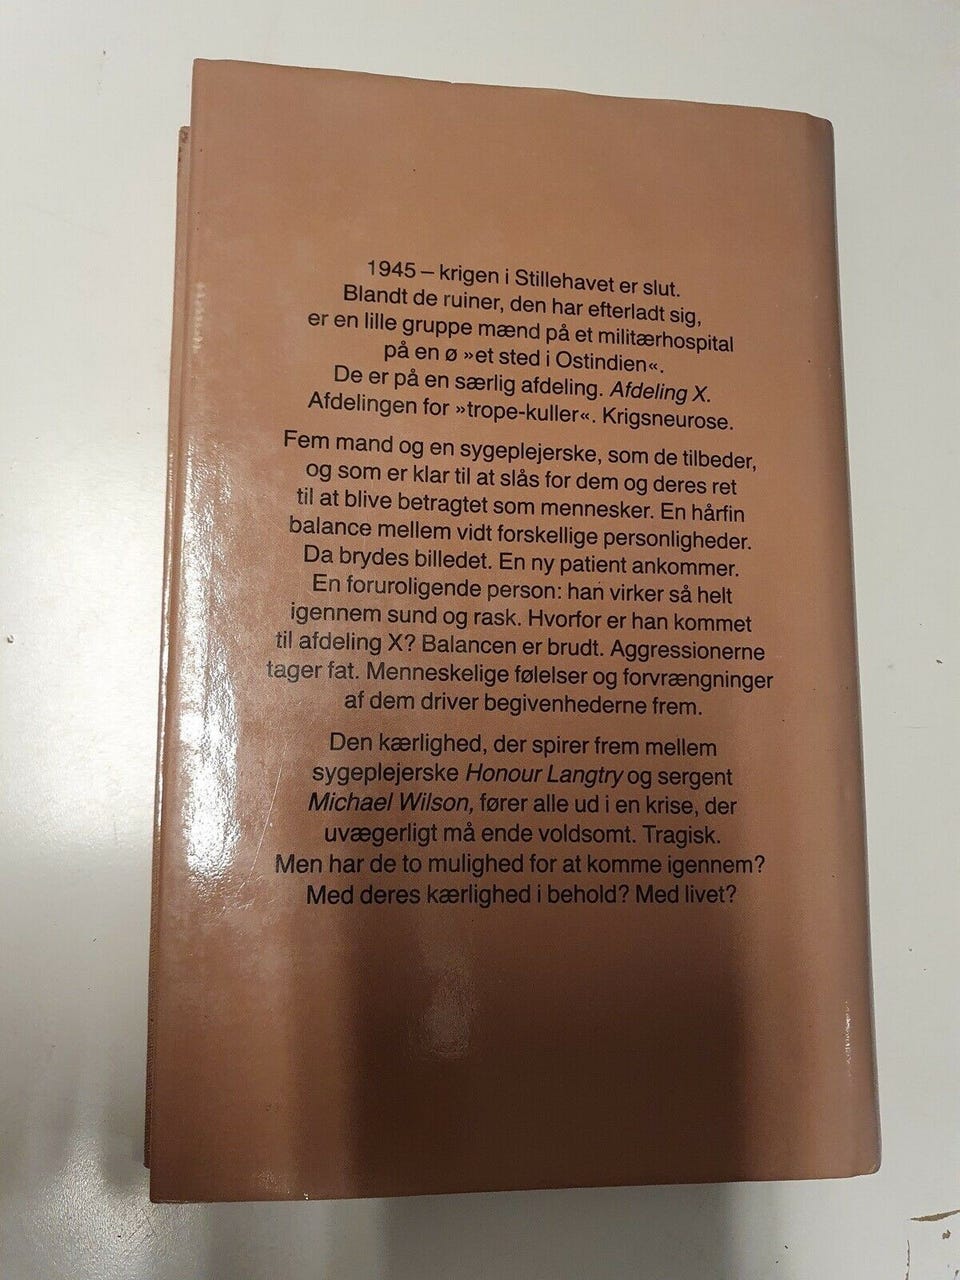 1945 – krigen i Stillehavet er slut.
Blandt de ruiner, den har efterladt sig,
er en lille gruppe mænd på et militærhospital
på en ø »et sted i Ostindien«.
De er på en særlig afdeling. Afdeling X.
Afdelingen for »trope-kuller«. Krigsneurose.
Fem mand og en sygeplejerske, som de tilbeder,
og som er klar til at slås for dem og deres ret
til at blive betragtet som mennesker. En hårfin
balance mellem vidt forskellige personligheder.
Da brydes billedet. En ny patient ankommer.
En foruroligende person: han virker så helt
igennem sund og rask. Hvorfor er han kommet
til afdeling X? Balancen er brudt. Aggressionerne
tager fat. Menneskelige følelser og forvrængninger
af dem driver begivenhederne frem.
Den kærlighed, der spirer frem mellem
sygeplejerske Honour Langtry og sergent
Michael Wilson, fører alle ud i en krise, der
uvægerligt må ende voldsomt. Tragisk.
Men har de to mulighed for at komme igennem?
Med deres kærlighed i behold? Med livet?